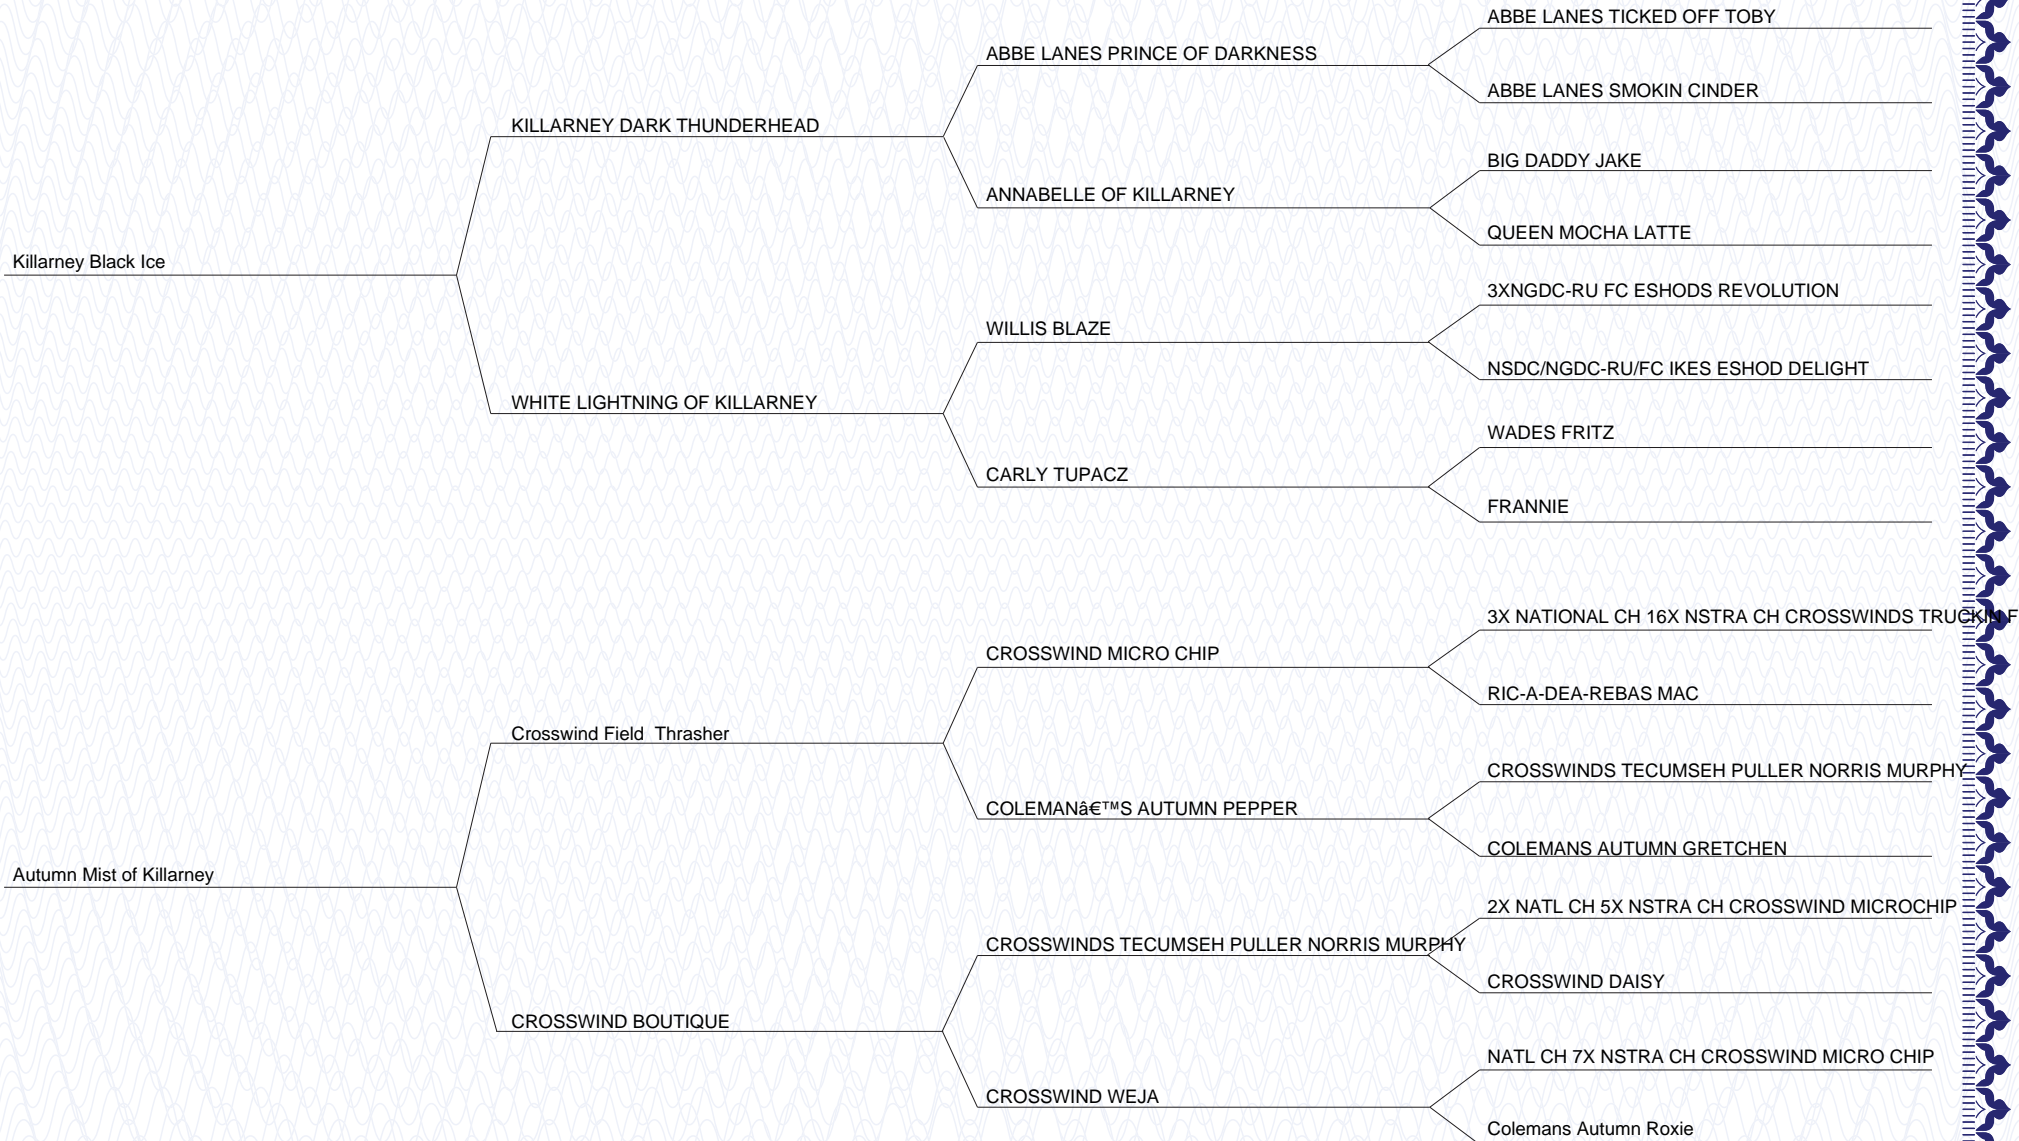 ABBE LANES TICKED OFF TOBY
ABBE LANES PRINCE OF DARKNESS
ABBE LANES SMOKIN CINDER
KILLARNEY DARK THUNDERHEAD
BIG DADDY JAKE
ANNABELLE OF KILLARNEY
QUEEN MOCHA LATTE
Killarney Black Ice
3XNGDC-RU FC ESHODS REVOLUTION
WILLIS BLAZE
NSDC/NGDC-RU/FC IKES ESHOD DELIGHT
WHITE LIGHTNING OF KILLARNEY
WADES FRITZ
CARLY TUPACZ
FRANNIE
3X NATIONAL CH 16X NSTRA CH CROSSWINDS TRUCKIN F
CROSSWIND MICRO CHIP
RIC-A-DEA-REBAS MAC
Crosswind Field  Thrasher
CROSSWINDS TECUMSEH PULLER NORRIS MURPHY
COLEMANâ€™S AUTUMN PEPPER
COLEMANS AUTUMN GRETCHEN
Autumn Mist of Killarney
2X NATL CH 5X NSTRA CH CROSSWIND MICROCHIP
CROSSWINDS TECUMSEH PULLER NORRIS MURPHY
CROSSWIND DAISY
CROSSWIND BOUTIQUE
NATL CH 7X NSTRA CH CROSSWIND MICRO CHIP
CROSSWIND WEJA
Colemans Autumn Roxie